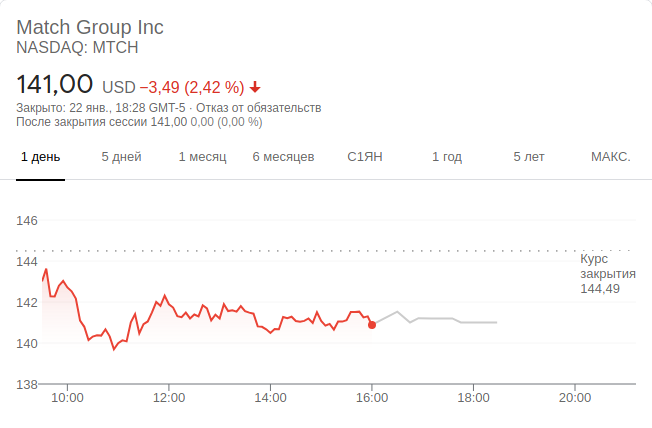 Match Group Inc
NASDAQ: MTCH
141,00 USD −3,49 (2,42 %)
Закрыто: 22 янв., 18:28 GMT-5 · Отказ от обязательств
После закрытия сессии 141,00 0,00 (0,00 %)
1 день 5 дней 1 месяц 6 месяцев С1ЯН 1 год 5 лет МАКС.
146
144
142
140
138
Курс
закрытия
144,49
10:00 12:00 14:00 16:00 18:00 20:00